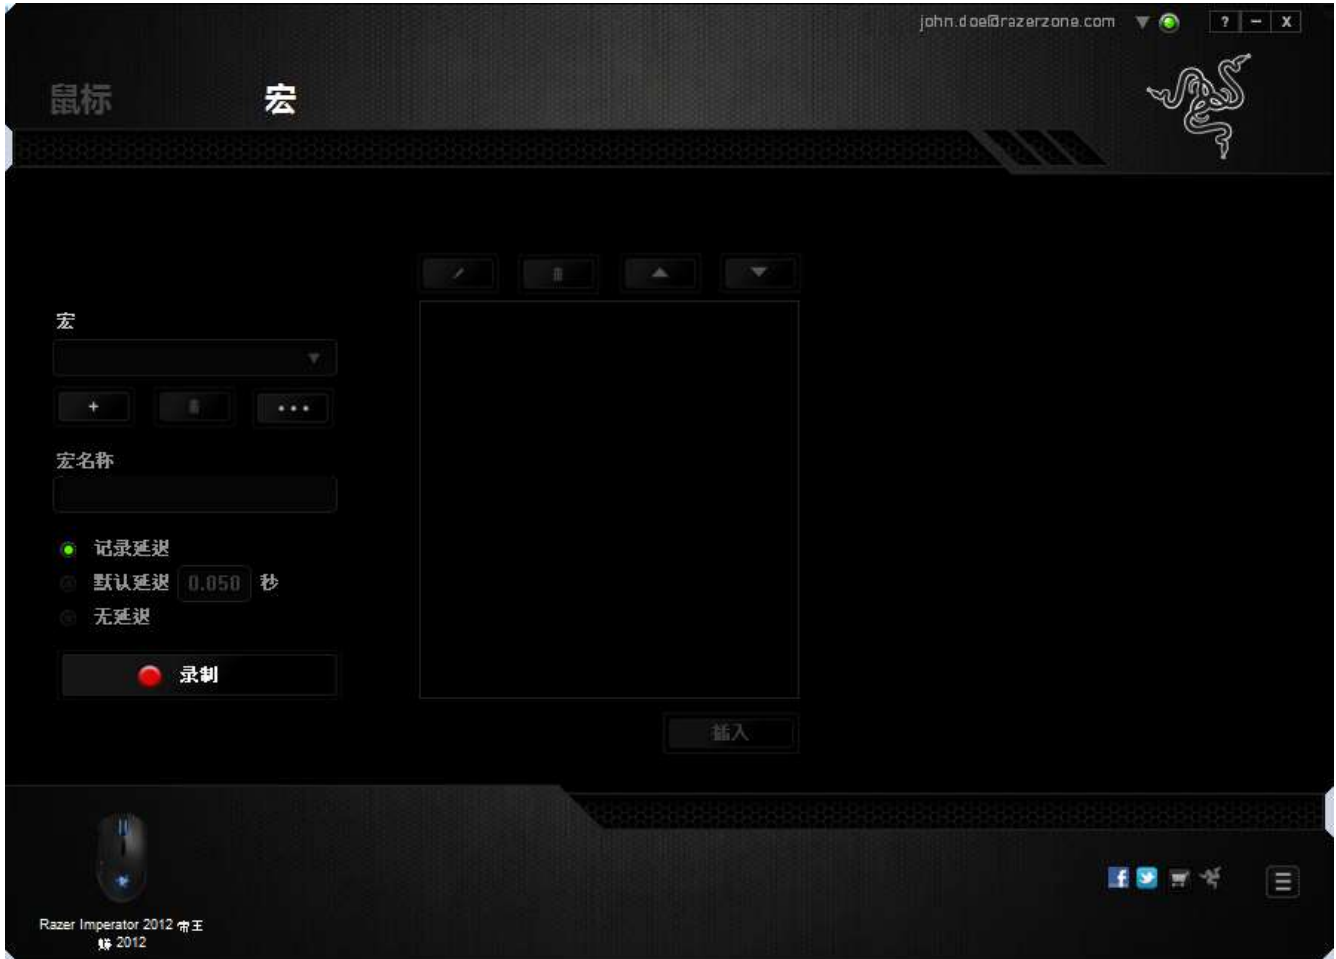 john.doe@razerzone.com
? – X
鼠标 宏
宏
+ •••
宏名称
记录延迟
默认延迟 0.050 秒
无延迟
录制
插入
Razer Imperator 2012 帝王
蟒 2012